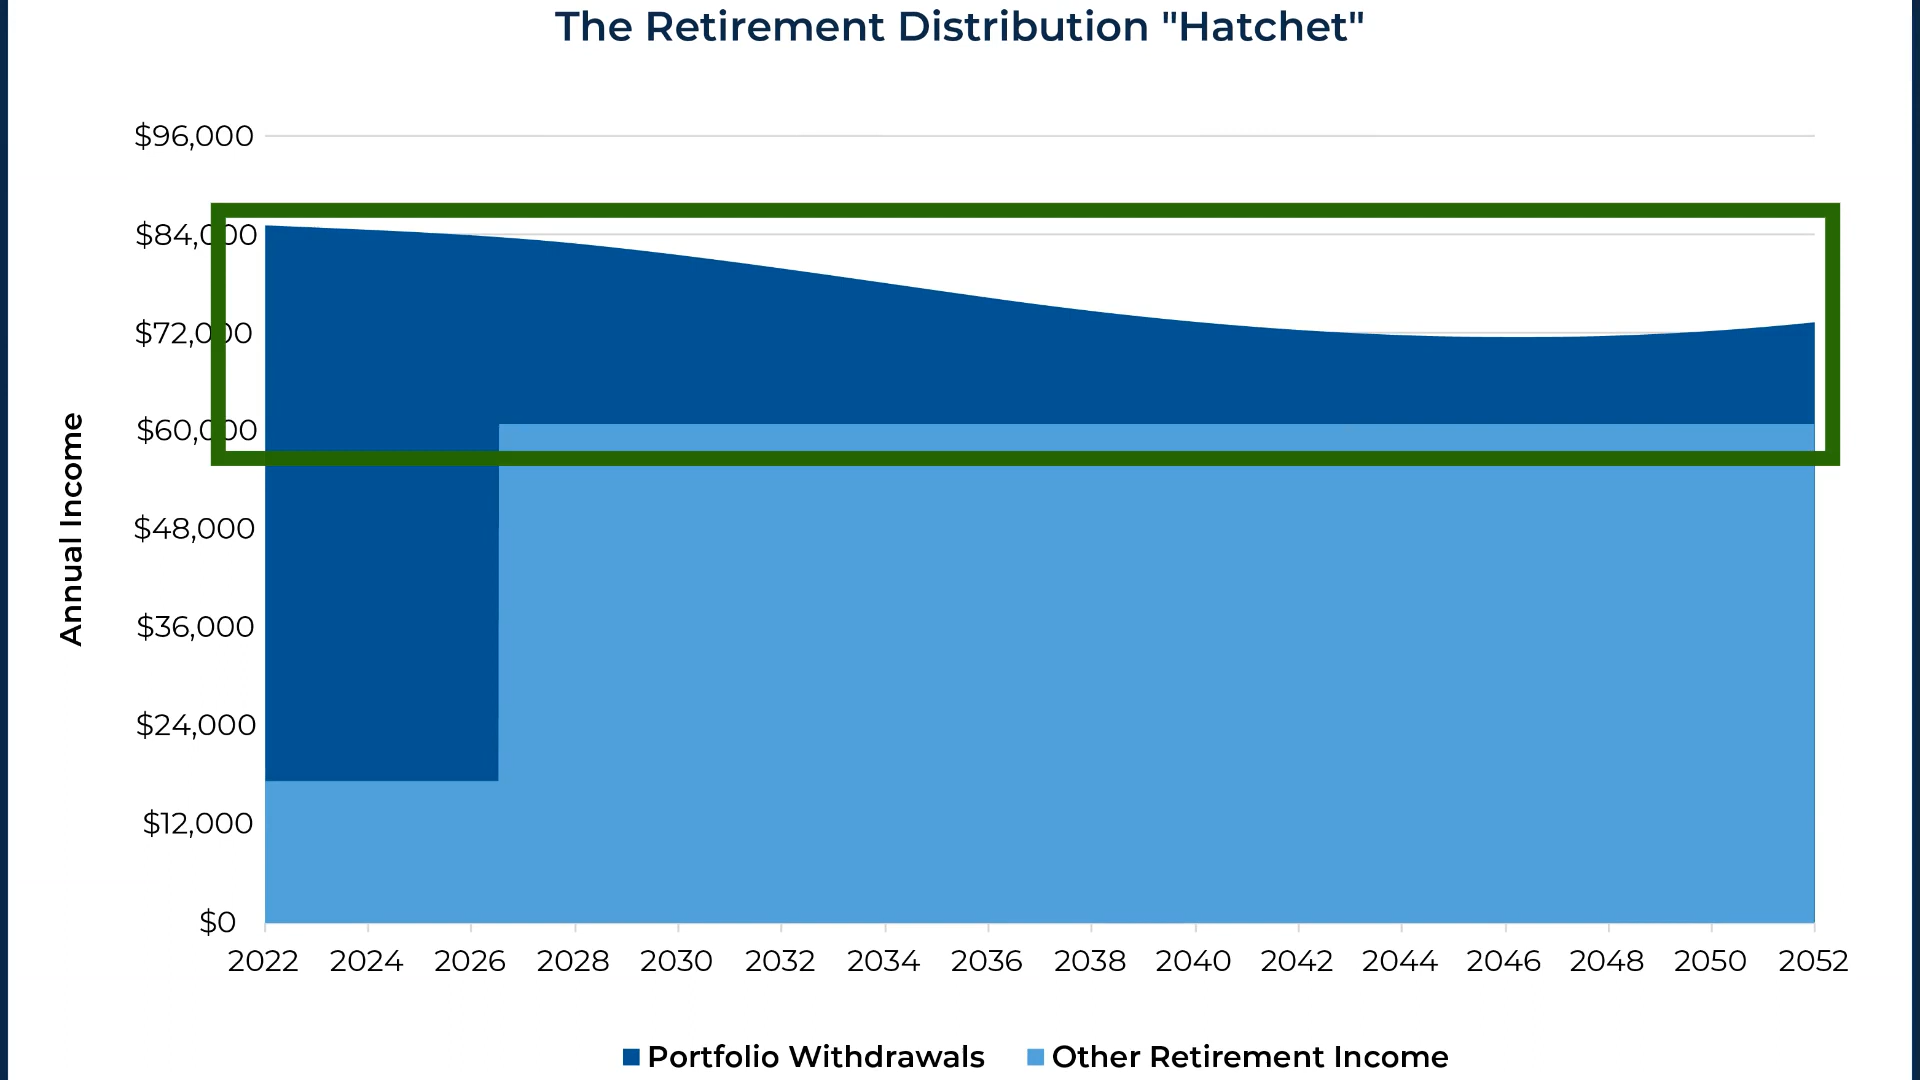 The Retirement Distribution "Hatchet"
$96,000
$84,000
$72,000
$60,000
$48,000
$36,000
$24,000
$12,000
$0
Annual Income
2022 2024 2026 2028 2030 2032 2034 2036 2038 2040 2042 2044 2046 2048 2050 2052
Portfolio Withdrawals Other Retirement Income